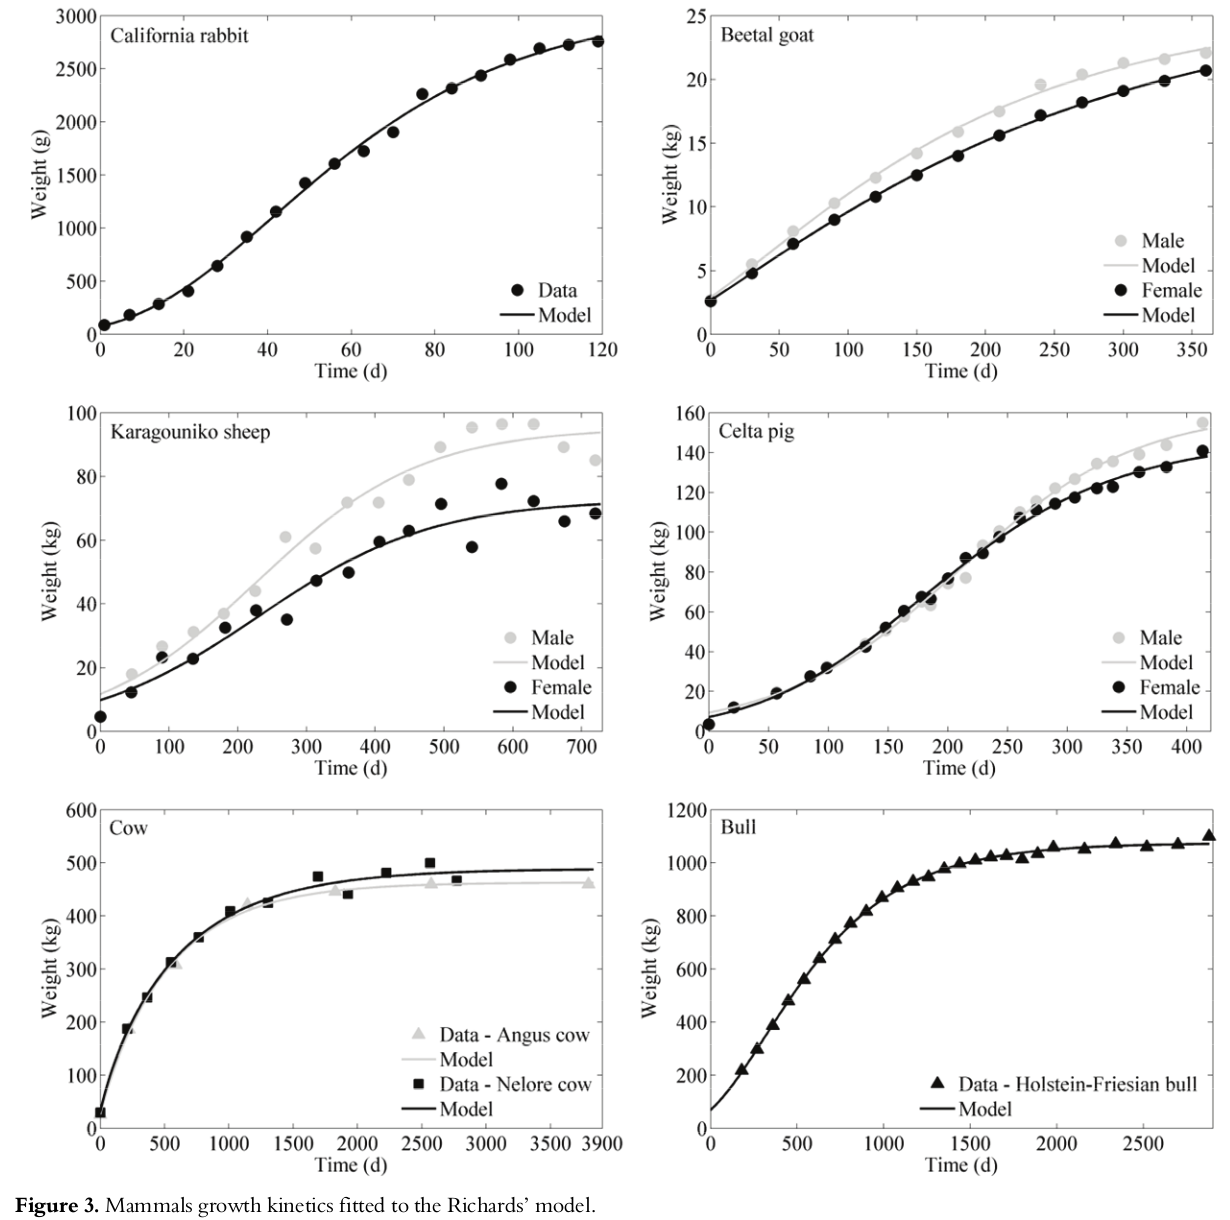 California rabbit
3000
2500
2000
1500
1000
500
0
Weight (g)
Data
Model
0 20 40 60 80 100 120
Time (d)
Beetal goat
25
20
15
10
5
0
Weight (kg)
Male
Model
Female
Model
0 50 100 150 200 250 300 350
Time (d)
Karagouniko sheep
100
80
60
40
20
0
Weight (kg)
Male
Model
Female
Model
0 100 200 300 400 500 600 700
Time (d)
Celta pig
160
140
120
100
80
60
40
20
0
Weight (kg)
Male
Model
Female
Model
0 50 100 150 200 250 300 350 400
Time (d)
Cow
600
500
400
300
200
100
0
Weight (kg)
Data - Angus cow
Model
Data - Nelore cow
Model
0 500 1000 1500 2000 2500 3000 3500 3900
Time (d)
Bull
1200
1000
800
600
400
200
0
Weight (kg)
Data - Holstein-Friesian bull
Model
0 500 1000 1500 2000 2500
Time (d)
Figure 3. Mammals growth kinetics fitted to the Richards’ model.